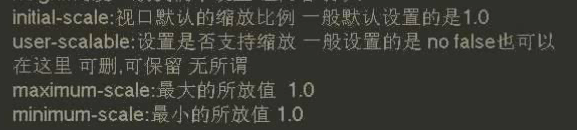 initial-scale:视口默认的缩放比例 一般默认设置的是1.0
user-scalable:设置是否支持缩放 一般设置的是 no false也可以
在这里 可删,可保留 无所谓
maximum-scale:最大的所放值 1.0
minimum-scale:最小的所放值 1.0